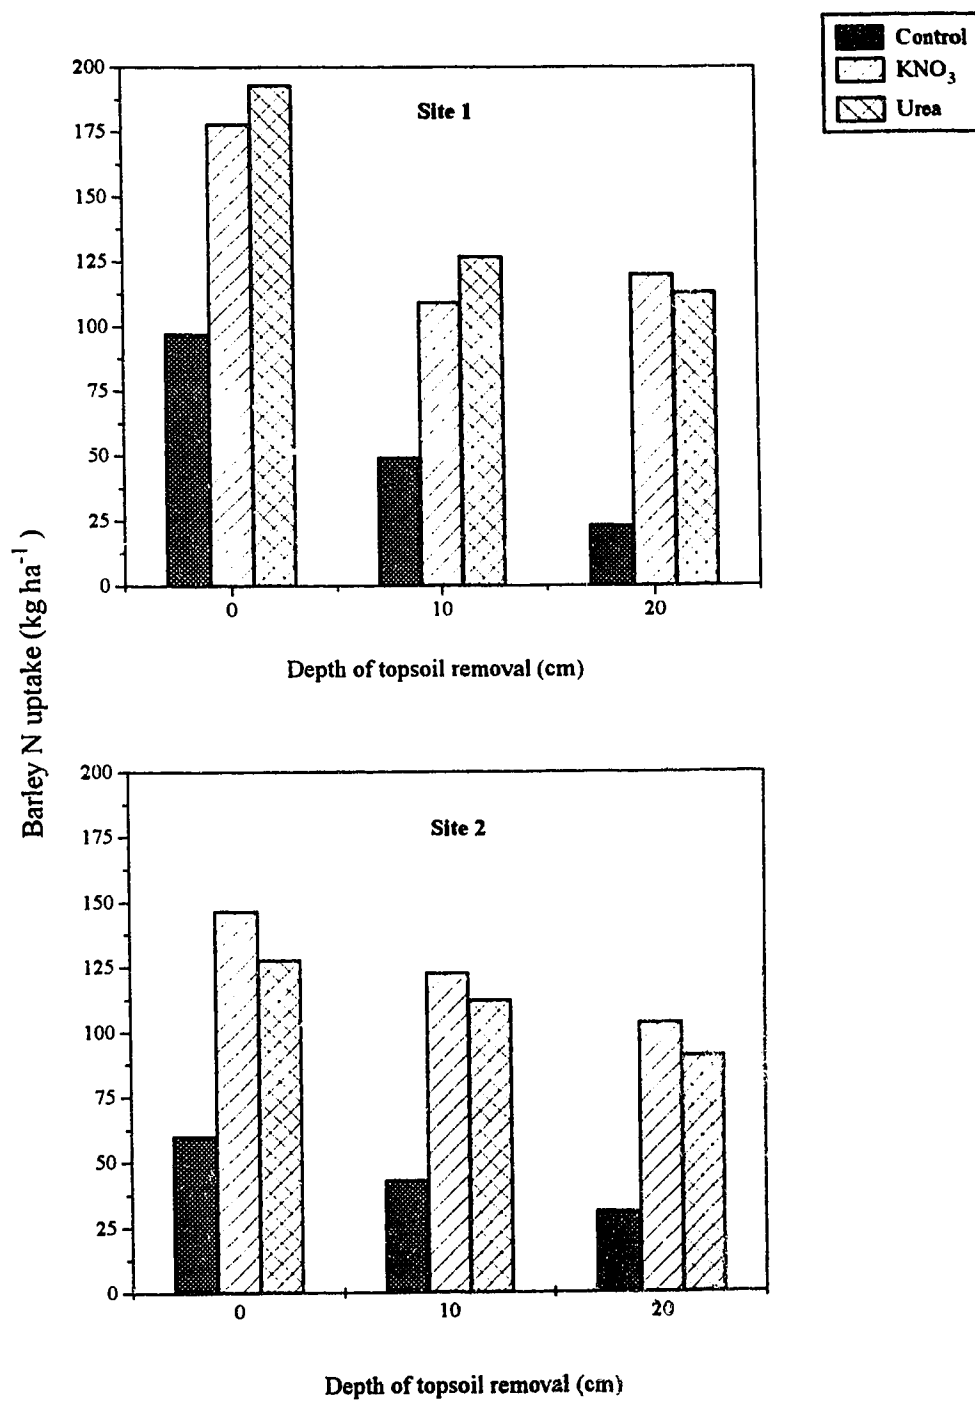 Control
KNO₃
Urea
200
175
150
125
100
75
50
25
0
Site 1
0 10 20
Depth of topsoil removal (cm)
Barley N uptake (kg ha⁻¹)
200
175
150
125
100
75
50
25
0
Site 2
0 10 20
Depth of topsoil removal (cm)